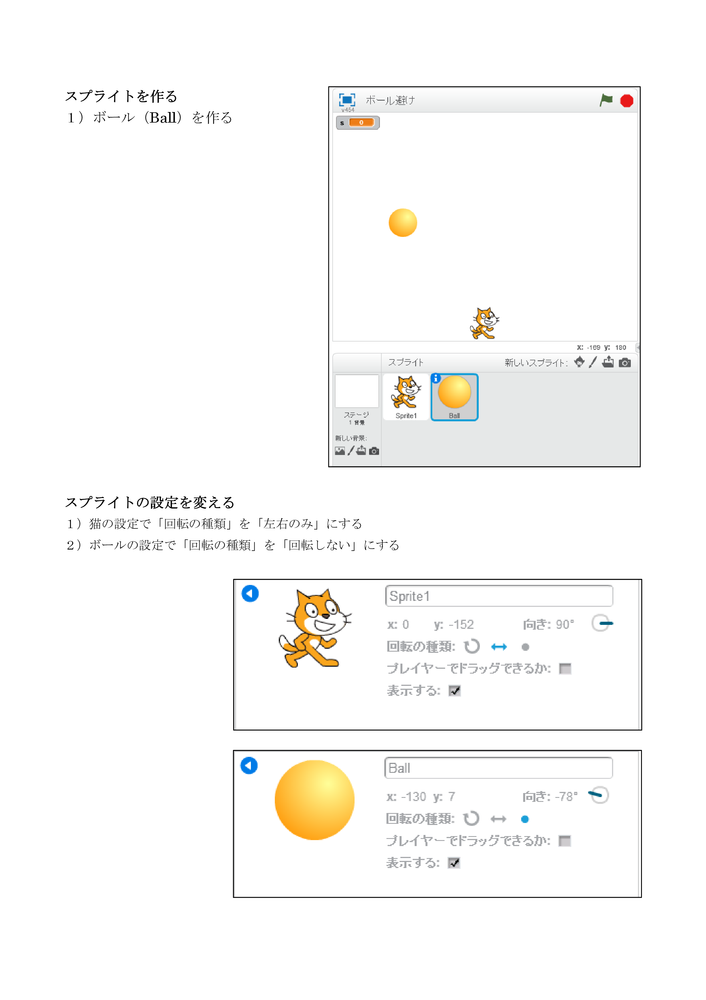 スプライトを作る
１）ボール（Ball）を作る
ボール避け
v454
s 0
x: -169 y: 180
スプライト
新しいスプライト:
Sprite1
Ball
ステージ
1 背景
新しい背景:
スプライトの設定を変える
１）猫の設定で「回転の種類」を「左右のみ」にする
２）ボールの設定で「回転の種類」を「回転しない」にする
Sprite1
x: 0 y: -152 向き: 90°
回転の種類:
プレイヤーでドラッグできるか:
表示する:
Ball
x: -130 y: 7 向き: -78°
回転の種類:
プレイヤーでドラッグできるか:
表示する: